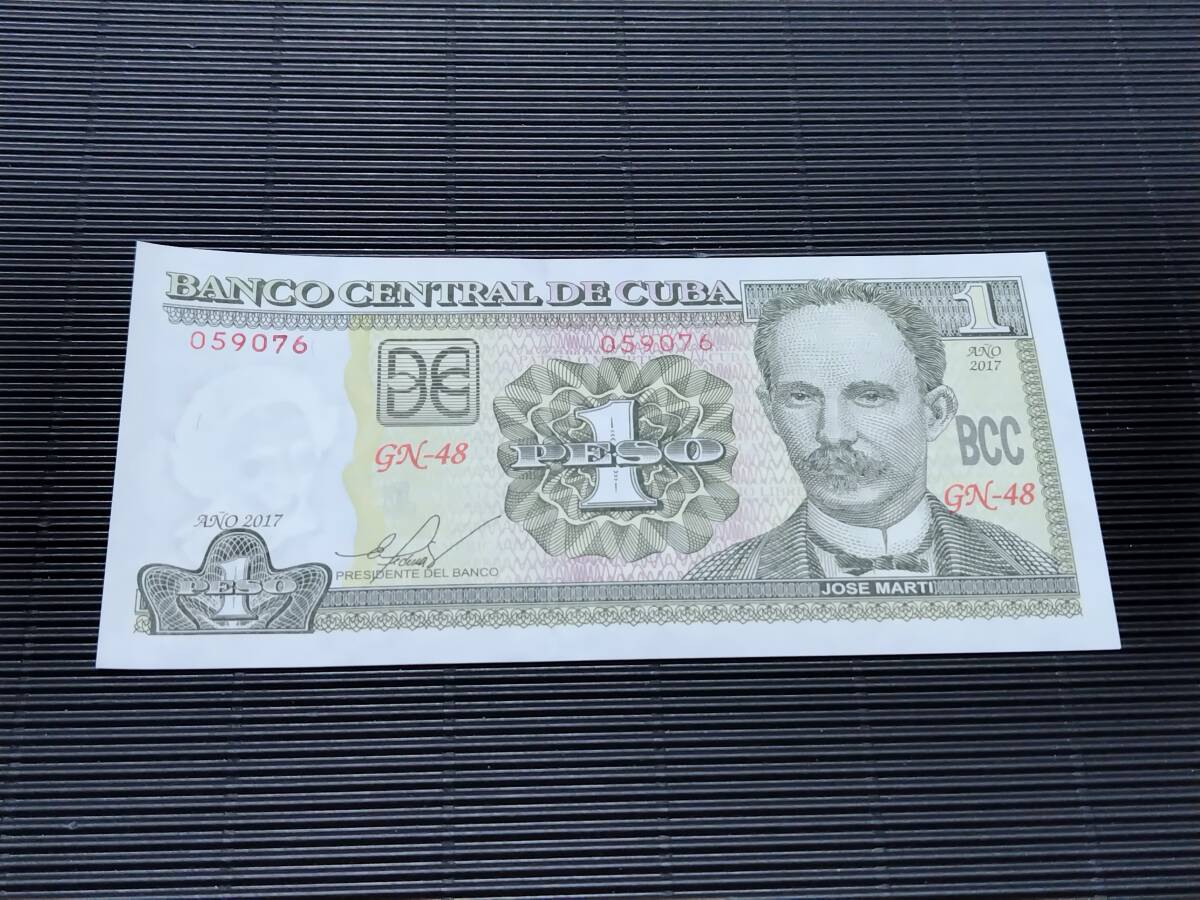 BANCO CENTRAL DE CUBA
1
059076
059076
AÑO
2017
GN-48
1
PESO
BCC
GN-48
AÑO 2017
PRESIDENTE DEL BANCO
1
PESO
JOSE MARTI